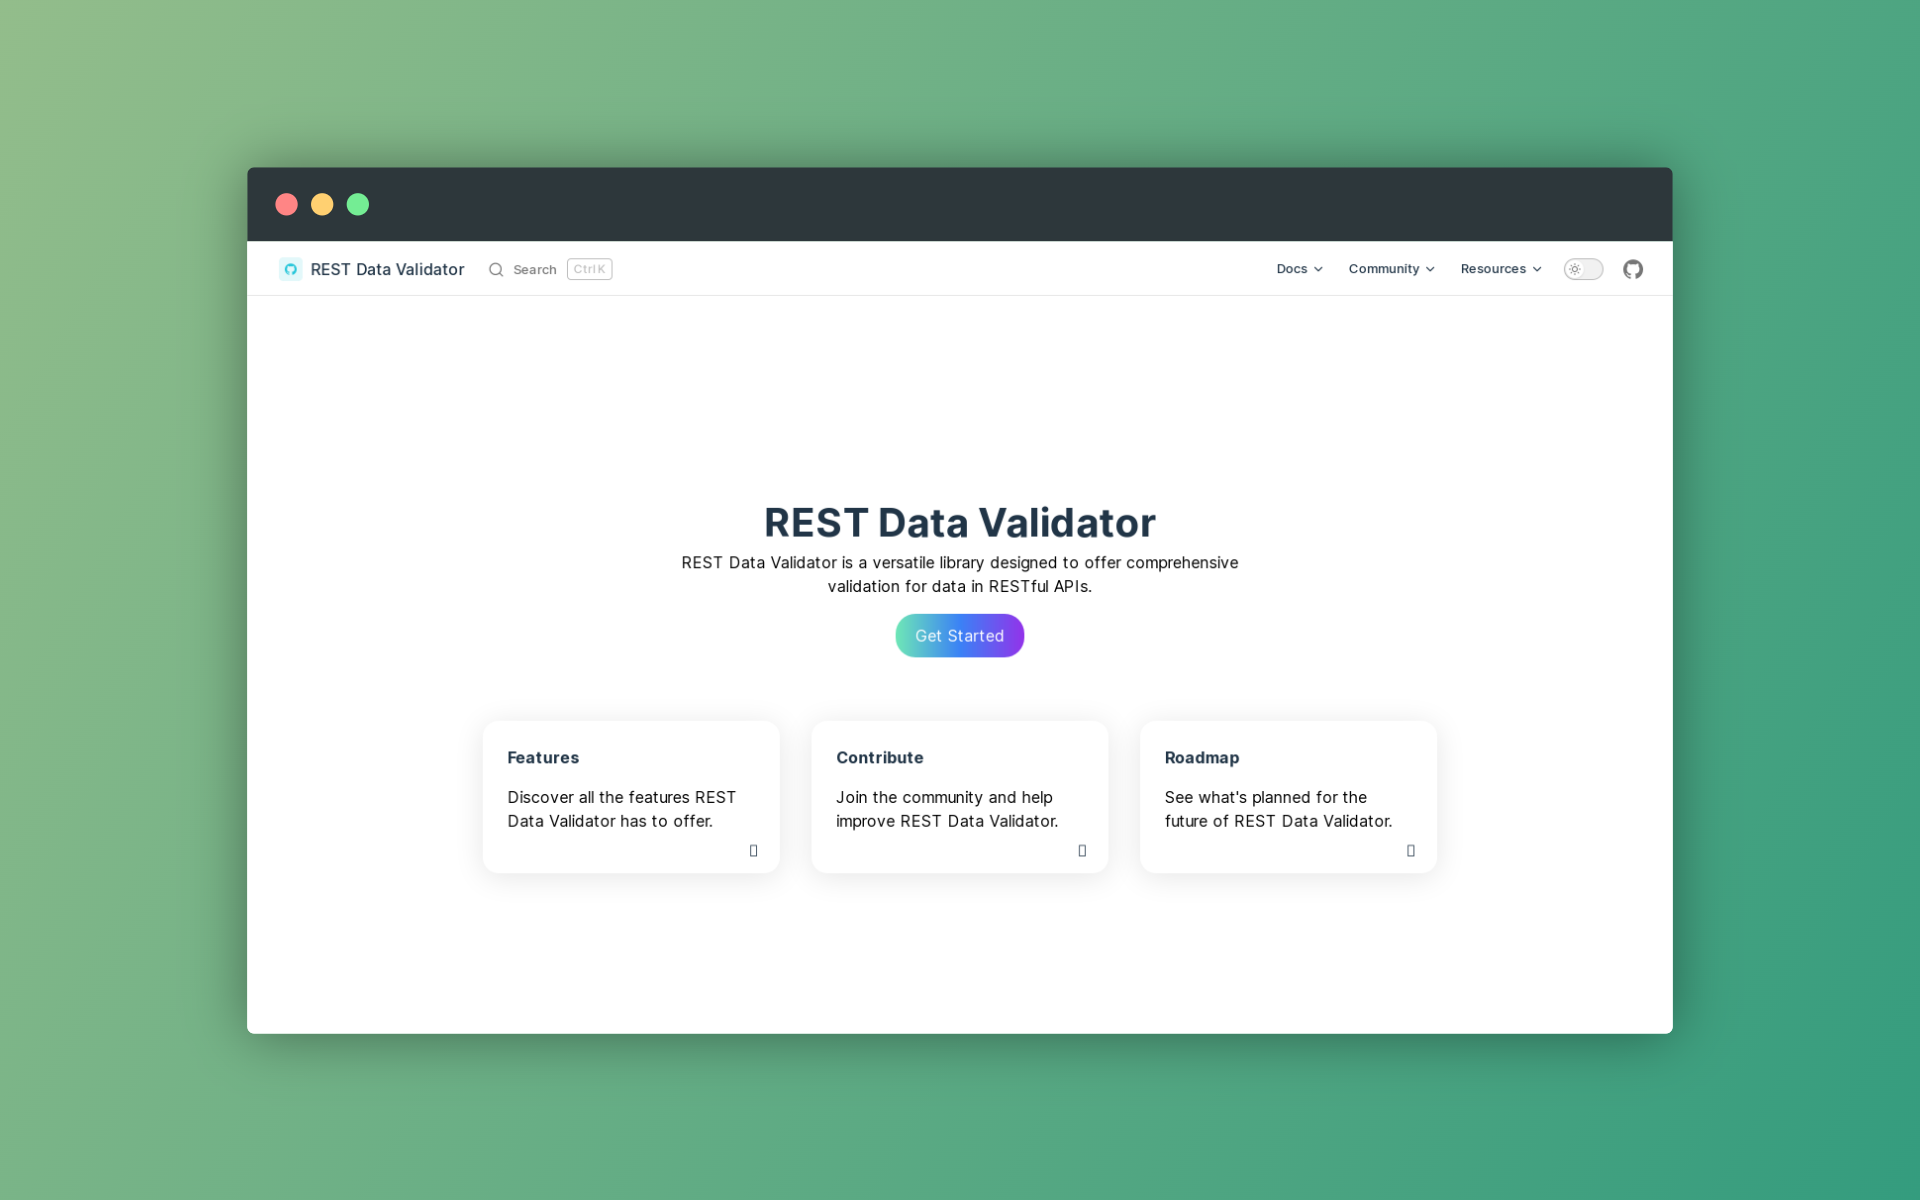 REST Data Validator
Search
Ctrl K
Docs
Community
Resources
REST Data Validator
REST Data Validator is a versatile library designed to offer comprehensive
validation for data in RESTful APIs.
Get Started
Features
Discover all the features REST
Data Validator has to offer.
Contribute
Join the community and help
improve REST Data Validator.
Roadmap
See what's planned for the
future of REST Data Validator.